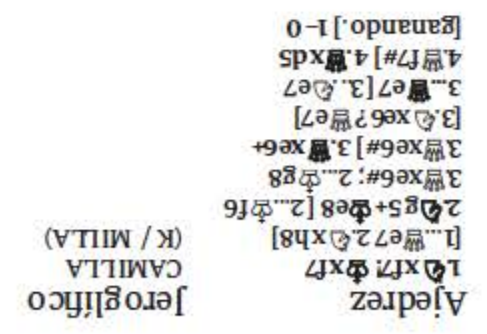 Ajedrez
1.♞xf7! ♚xf7
[1...♕e7 2.♘xh8]
2.♞g5+ ♚e8 [2...♔f6
3.♕xe6#; 2...♔g8
3.♕xe6#] 3.♛xe6+
[3.♘xe6? ♕e7]
3...♛e7 [3..♘e7
4.♕f7#] 4.♛xd5
[ganando.] 1-0
Jeroglífico
CAMILLA
(K / MILLA)